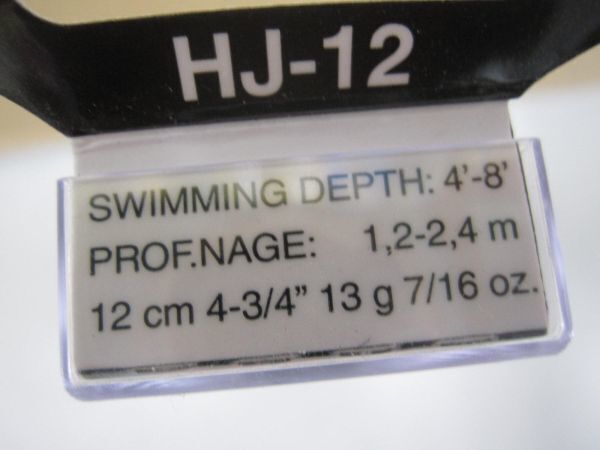 HJ-12
SWIMMING DEPTH: 4'-8'
PROF.NAGE: 1,2-2,4 m
12 cm 4-3/4” 13 g 7/16 oz.